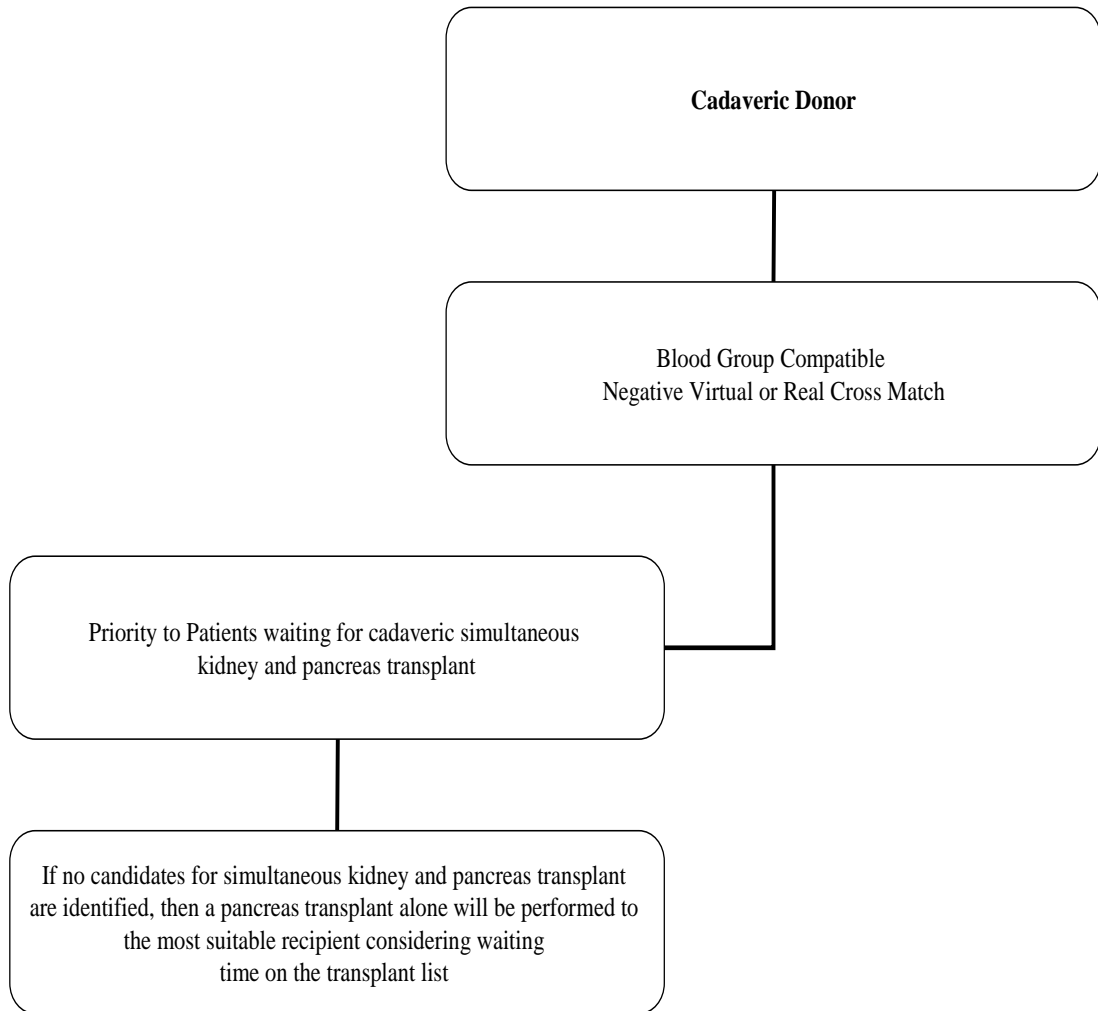 Cadaveric Donor
Blood Group Compatible
Negative Virtual or Real Cross Match
Priority to Patients waiting for cadaveric simultaneous
kidney and pancreas transplant
If no candidates for simultaneous kidney and pancreas transplant
are identified, then a pancreas transplant alone will be performed to
the most suitable recipient considering waiting
time on the transplant list